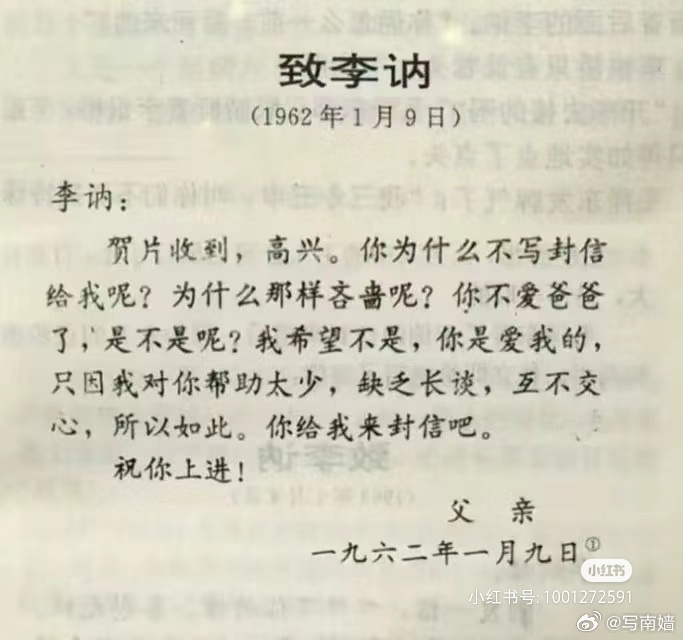 致李讷
(1962年1月9日)
李讷:
贺片收到,高兴。你为什么不写封信
给我呢?为什么那样吝啬呢?你不爱爸爸
了!是不是呢?我希望不是,你是爱我的,
只因我对你帮助太少,缺乏长谈,互不交
心,所以如此。你给我来封信吧。
祝你上进!
父 亲
一九六二年一月九日①
小红书
小红书号: 1001272591
@写南嫱